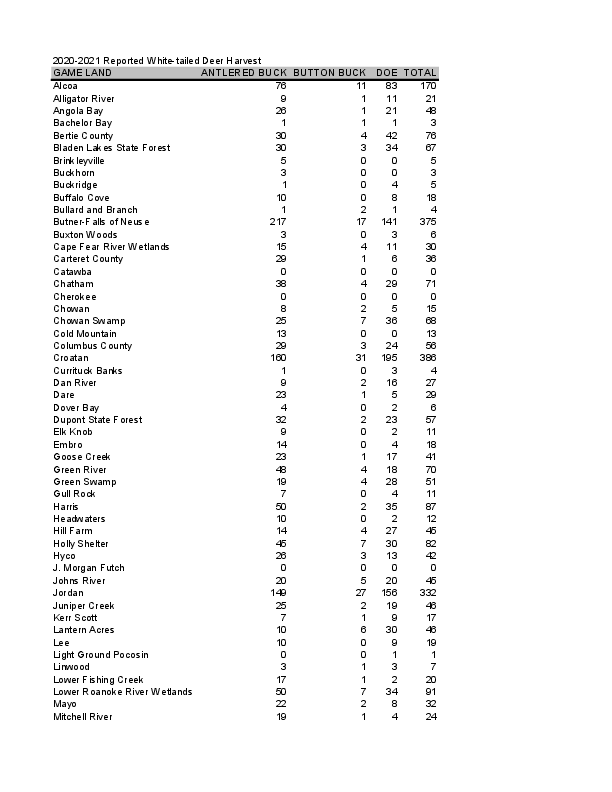 2020-2021 Reported White-tailed Deer Harvest
GAME LAND ANTLERED BUCK BUTTON BUCK DOE TOTAL
Alcoa 76 11 83 170
Alligator River 9 1 11 21
Angola Bay 26 1 21 48
Bachelor Bay 1 1 1 3
Bertie County 30 4 42 76
Bladen Lakes State Forest 30 3 34 67
Brinkleyville 5 0 0 5
Buckhorn 3 0 0 3
Buckridge 1 0 4 5
Buffalo Cove 10 0 8 18
Bullard and Branch 1 2 1 4
Butner-Falls of Neuse 217 17 141 375
Buxton Woods 3 0 3 6
Cape Fear River Wetlands 15 4 11 30
Carteret County 29 1 6 36
Catawba 0 0 0 0
Chatham 38 4 29 71
Cherokee 0 0 0 0
Chowan 8 2 5 15
Chowan Swamp 25 7 36 68
Cold Mountain 13 0 0 13
Columbus County 29 3 24 56
Croatan 160 31 195 386
Currituck Banks 1 0 3 4
Dan River 9 2 16 27
Dare 23 1 5 29
Dover Bay 4 0 2 6
Dupont State Forest 32 2 23 57
Elk Knob 9 0 2 11
Embro 14 0 4 18
Goose Creek 23 1 17 41
Green River 48 4 18 70
Green Swamp 19 4 28 51
Gull Rock 7 0 4 11
Harris 50 2 35 87
Headwaters 10 0 2 12
Hill Farm 14 4 27 45
Holly Shelter 45 7 30 82
Hyco 26 3 13 42
J. Morgan Futch 0 0 0 0
Johns River 20 5 20 45
Jordan 149 27 156 332
Juniper Creek 25 2 19 46
Kerr Scott 7 1 9 17
Lantern Acres 10 6 30 46
Lee 10 0 9 19
Light Ground Pocosin 0 0 1 1
Linwood 3 1 3 7
Lower Fishing Creek 17 1 2 20
Lower Roanoke River Wetlands 50 7 34 91
Mayo 22 2 8 32
Mitchell River 19 1 4 24